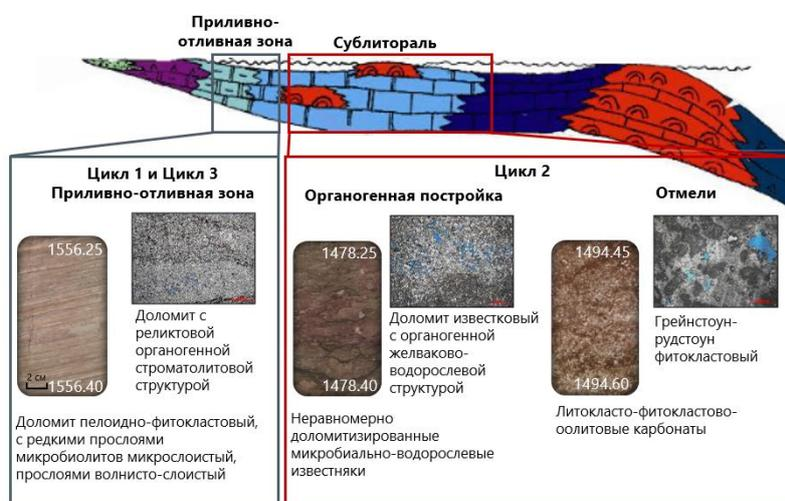 Приливно-
отливная зона
Сублитораль
Цикл 1 и Цикл 3
Приливно-отливная зона
1556.25
2 см
1556.40
Доломит с
реликтовой
органогенной
строматолитовой
структурой
Доломит пелоидно-фитокластовый,
с редкими прослоями
микробиолитов микрослоистый,
прослоями волнисто-слоистый
Цикл 2
Органогенная постройка
1478.25
1478.40
Доломит известковый
с органогенной
желваково-
водорослевой
структурой
Неравномерно
доломитизированные
микробиально-водорослевые
известняки
Отмели
1494.45
1494.60
Грейнстоун-
рудстоун
фитокластовый
Литокласто-фитокластово-
оолитовые карбонаты